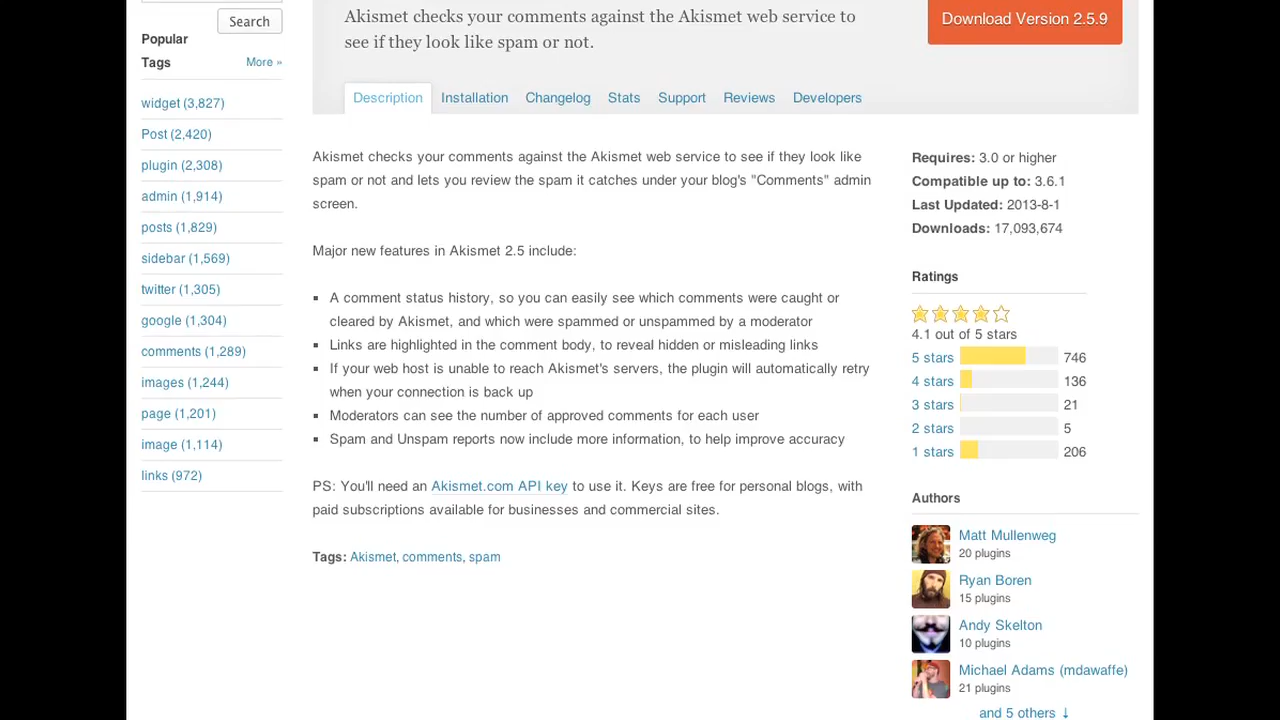 Search
Popular
Tags
More »
widget (3,827)
Post (2,420)
plugin (2,308)
admin (1,914)
posts (1,829)
sidebar (1,569)
twitter (1,305)
google (1,304)
comments (1,289)
images (1,244)
page (1,201)
image (1,114)
links (972)
Akismet checks your comments against the Akismet web service to
see if they look like spam or not.
Download Version 2.5.9
Description Installation Changelog Stats Support Reviews Developers
Akismet checks your comments against the Akismet web service to see if they look like
spam or not and lets you review the spam it catches under your blog's "Comments" admin
screen.
Major new features in Akismet 2.5 include:
A comment status history, so you can easily see which comments were caught or
cleared by Akismet, and which were spammed or unspammed by a moderator
Links are highlighted in the comment body, to reveal hidden or misleading links
If your web host is unable to reach Akismet's servers, the plugin will automatically retry
when your connection is back up
Moderators can see the number of approved comments for each user
Spam and Unspam reports now include more information, to help improve accuracy
PS: You'll need an Akismet.com API key to use it. Keys are free for personal blogs, with
paid subscriptions available for businesses and commercial sites.
Tags: Akismet, comments, spam
Requires: 3.0 or higher
Compatible up to: 3.6.1
Last Updated: 2013-8-1
Downloads: 17,093,674
Ratings
4.1 out of 5 stars
5 stars 746
4 stars 136
3 stars 21
2 stars 5
1 stars 206
Authors
Matt Mullenweg
20 plugins
Ryan Boren
15 plugins
Andy Skelton
10 plugins
Michael Adams (mdawaffe)
21 plugins
and 5 others ↓